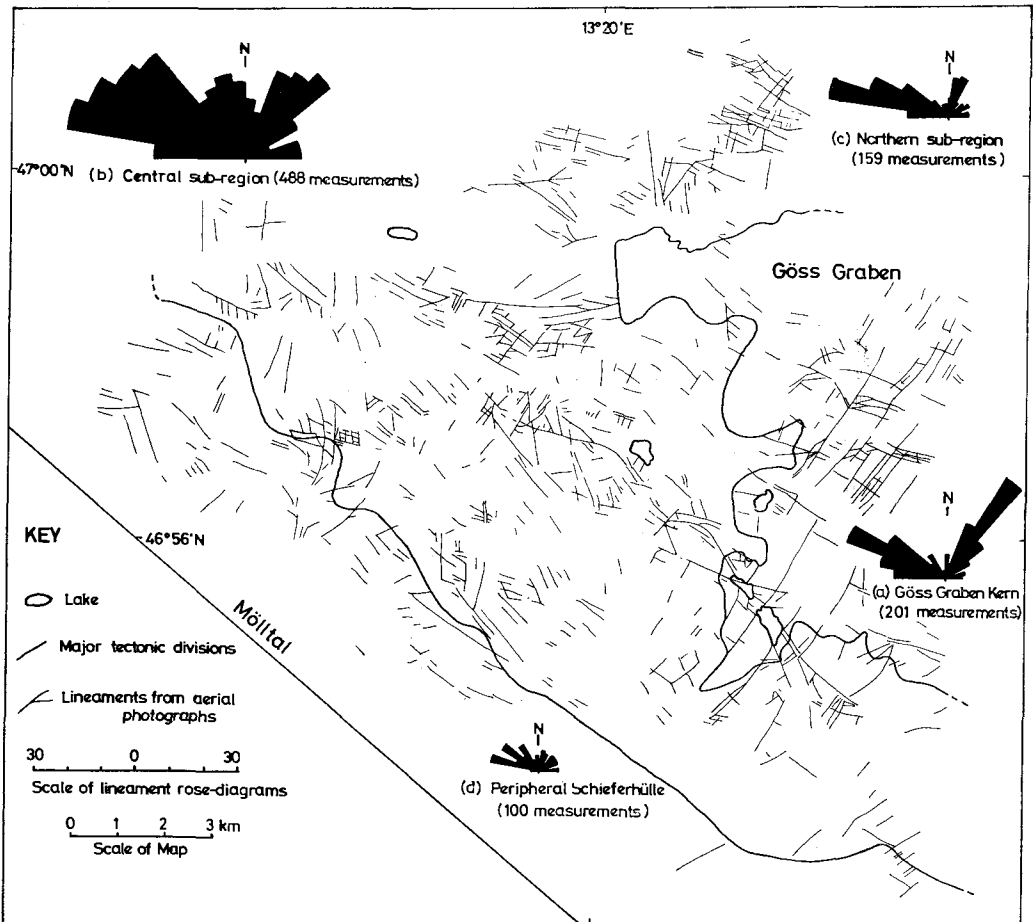 13°20'E
N
N
(c) Northern sub-region
(159 measurements)
47°00'N
(b) Central sub-region (488 measurements)
Göss Graben
N
(a) Göss Graben Kern
(201 measurements)
KEY
46°56'N
Lake
Mölltal
Major tectonic divisions
Lineaments from aerial
photographs
30 0 30
Scale of lineament rose-diagrams
0 1 2 3 km
Scale of Map
N
(d) Peripheral Schieferhülle
(100 measurements)